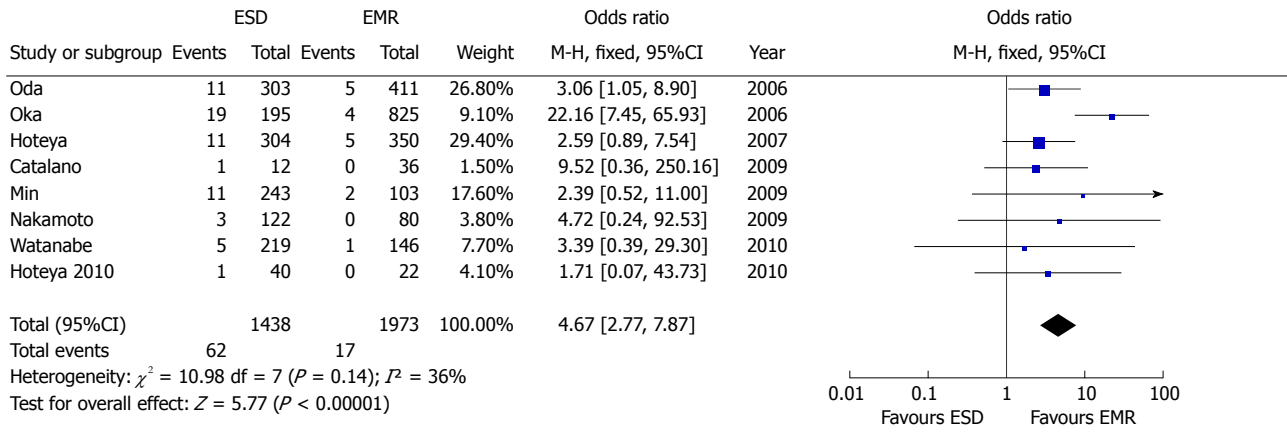 ESD EMR Odds ratio Odds ratio
Study or subgroup Events Total Events Total Weight M-H, fixed, 95%CI Year M-H, fixed, 95%CI
Oda 11 303 5 411 26.80% 3.06 [1.05, 8.90] 2006
Oka 19 195 4 825 9.10% 22.16 [7.45, 65.93] 2006
Hoteya 11 304 5 350 29.40% 2.59 [0.89, 7.54] 2007
Catalano 1 12 0 36 1.50% 9.52 [0.36, 250.16] 2009
Min 11 243 2 103 17.60% 2.39 [0.52, 11.00] 2009
Nakamoto 3 122 0 80 3.80% 4.72 [0.24, 92.53] 2009
Watanabe 5 219 1 146 7.70% 3.39 [0.39, 29.30] 2010
Hoteya 2010 1 40 0 22 4.10% 1.71 [0.07, 43.73] 2010
Total (95%CI) 1438 1973 100.00% 4.67 [2.77, 7.87]
Total events 62 17
Heterogeneity: χ² = 10.98 df = 7 (P = 0.14); I² = 36%
Test for overall effect: Z = 5.77 (P < 0.00001)
0.01 0.1 1 10 100
Favours ESD Favours EMR